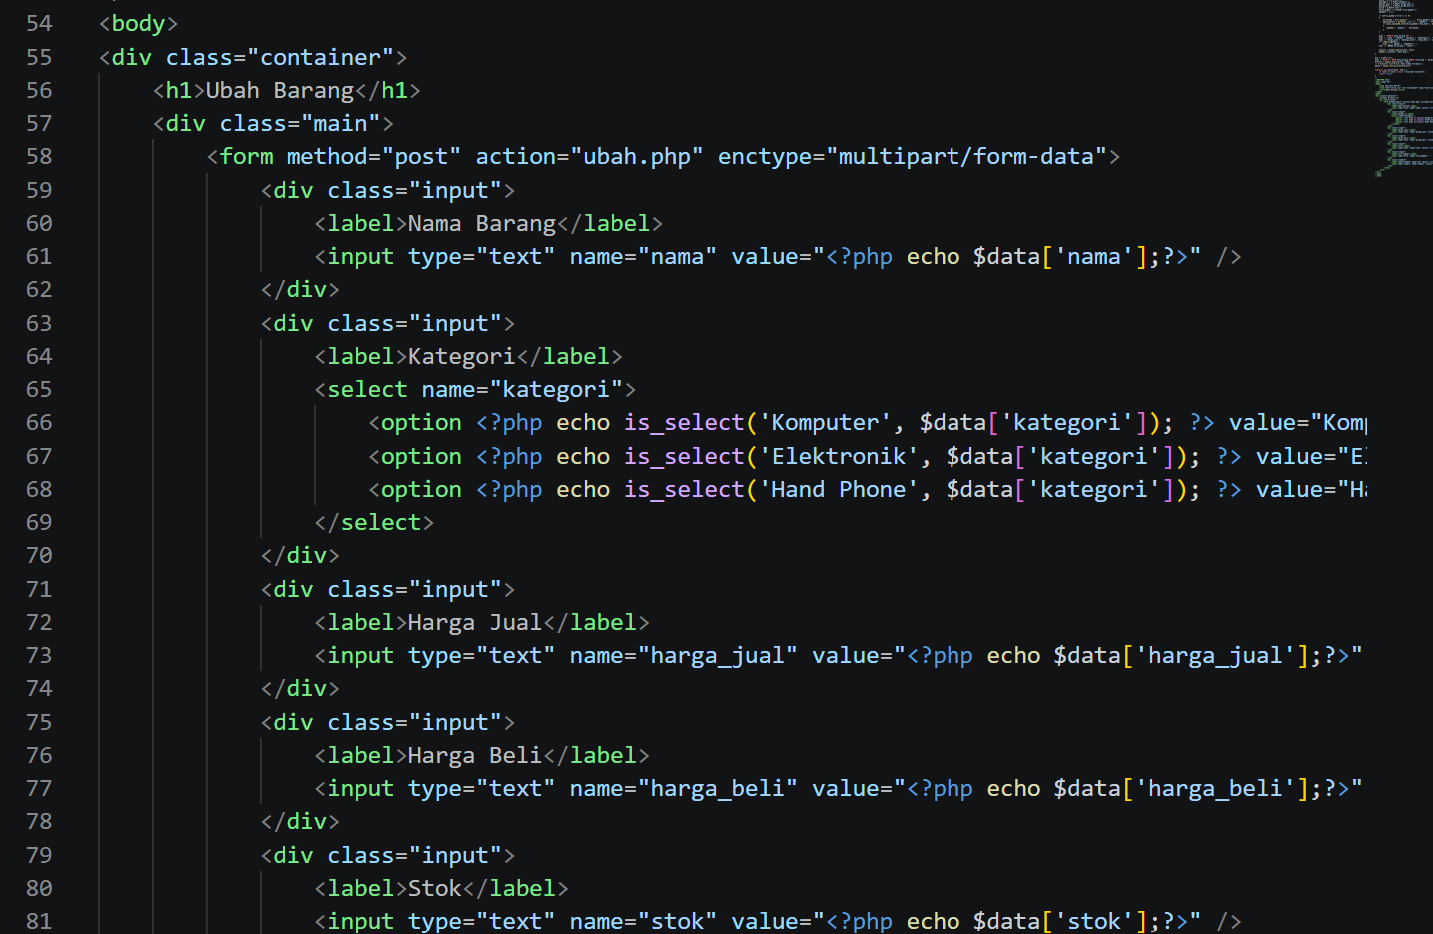 54 <body>
55 <div class="container">
56 <h1>Ubah Barang</h1>
57 <div class="main">
58 <form method="post" action="ubah.php" enctype="multipart/form-data">
59 <div class="input">
60 <label>Nama Barang</label>
61 <input type="text" name="nama" value="<?php echo $data['nama'];?>" />
62 </div>
63 <div class="input">
64 <label>Kategori</label>
65 <select name="kategori">
66 <option <?php echo is_select('Komputer', $data['kategori']); ?> value="Kom
67 <option <?php echo is_select('Elektronik', $data['kategori']); ?> value="E
68 <option <?php echo is_select('Hand Phone', $data['kategori']); ?> value="Ha
69 </select>
70 </div>
71 <div class="input">
72 <label>Harga Jual</label>
73 <input type="text" name="harga_jual" value="<?php echo $data['harga_jual'];?>"
74 </div>
75 <div class="input">
76 <label>Harga Beli</label>
77 <input type="text" name="harga_beli" value="<?php echo $data['harga_beli'];?>"
78 </div>
79 <div class="input">
80 <label>Stok</label>
81 <input type="text" name="stok" value="<?php echo $data['stok'];?>" />